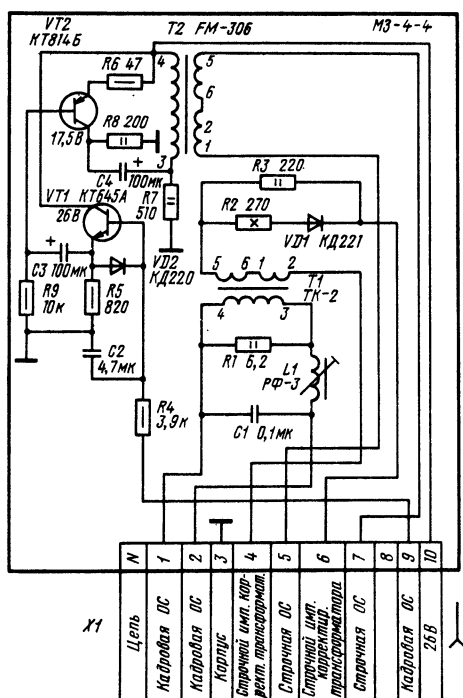 VT2
КТ814Б
T2 FM-306
М3-4-4
R6 47
4
5
6
2
1
R8 200
17,5В
+
C4 100мк
3
R7 510
R3 220
R2 270
VD1 КД221
VT1 КТ645А
26В
+
C3 100мк
VD2 КД220
R9 10к
R5 820
C2 4,7мк
5 6 1 2
T1
ТК-2
4 3
R1 6,2
L1
РФ-3
R4 3,9к
C1 0,1мк
X1
N Цепь
1 Кадровая ОС
2 Кадровая ОС
3 Корпус
4 Строчной имп. кор-
рект. трансформат.
5 Строчная ОС
6 Строчной имп.
корректир.
трансформатора
7 Строчная ОС
8
9 Кадровая ОС
10 26В